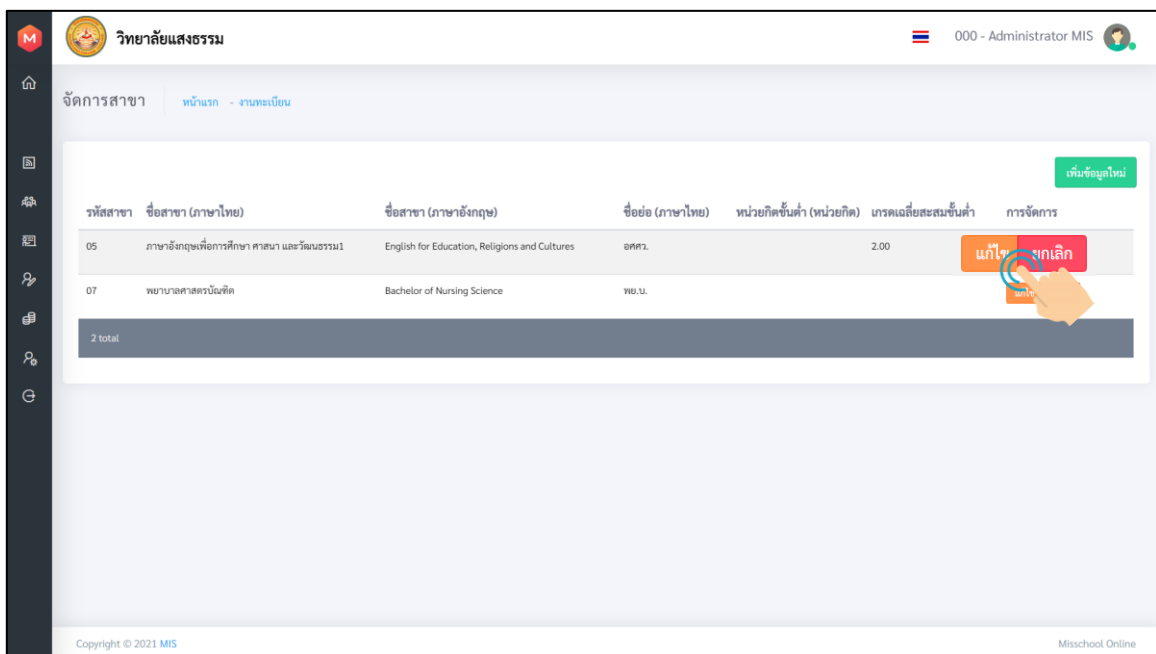 M
วิทยาลัยแสงธรรม
000 - Administrator MIS
จัดการสาขา หน้าแรก - งานทะเบียน
เพิ่มข้อมูลใหม่
รหัสสาขา ชื่อสาขา (ภาษาไทย) ชื่อสาขา (ภาษาอังกฤษ) ชื่อย่อ (ภาษาไทย) หน่วยกิตขั้นต่ำ (หน่วยกิต) เกรดเฉลี่ยสะสมขั้นต่ำ การจัดการ
05 ภาษาอังกฤษเพื่อการศึกษา ศาสนา และวัฒนธรรม1 English for Education, Religions and Cultures อศศว. 2.00 แก้ไข ยกเลิก
07 พยาบาลศาสตรบัณฑิต Bachelor of Nursing Science พย.บ. แก้ไข
2 total
Copyright © 2021 MIS Misschool Online